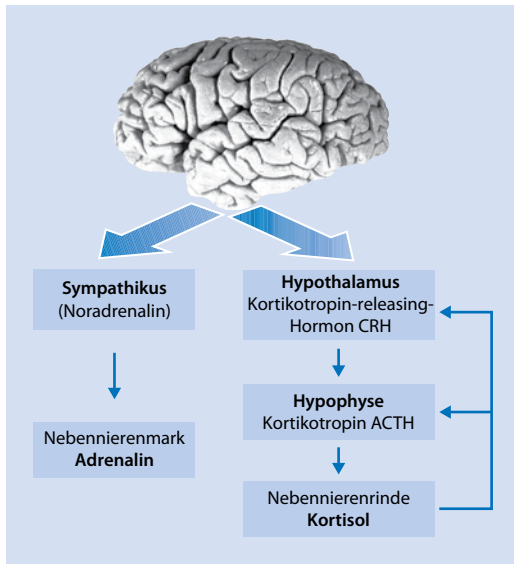 Sympathikus
(Noradrenalin)
Nebennierenmark
Adrenalin
Hypothalamus
Kortikotropin-releasing-
Hormon CRH
Hypophyse
Kortikotropin ACTH
Nebennierenrinde
Kortisol